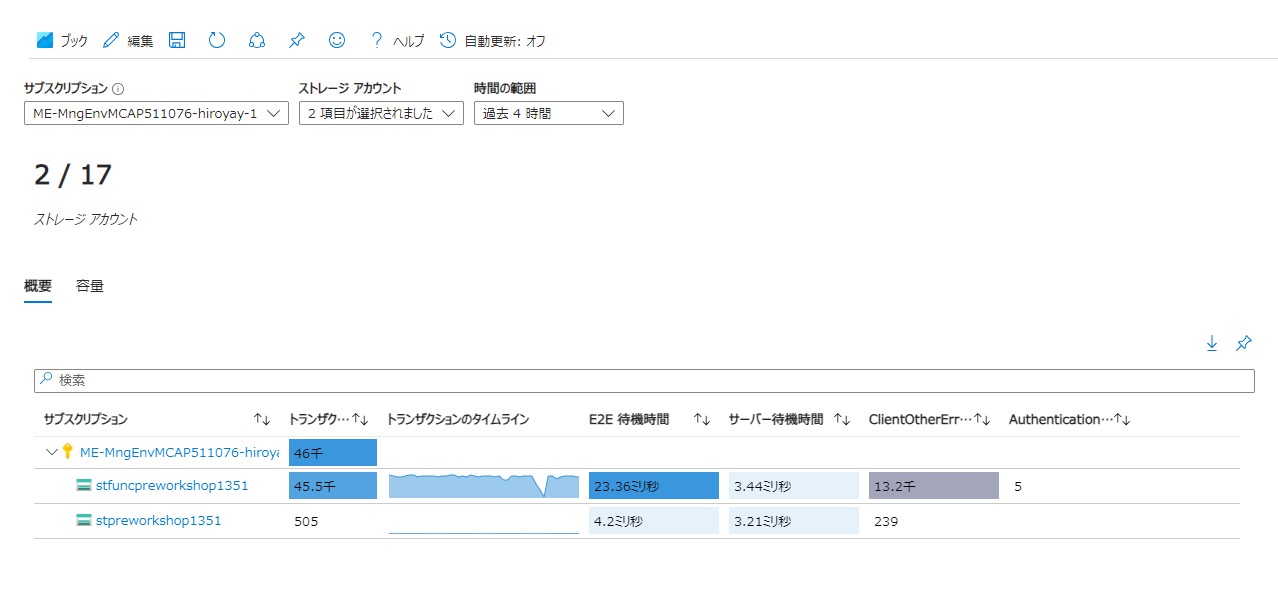 ブック 編集 ヘルプ 自動更新: オフ
サブスクリプション ストレージ アカウント 時間の範囲
ME-MngEnvMCAP511076-hiroyay-1 2 項目が選択されました 過去 4 時間
2 / 17
ストレージ アカウント
概要 容量
検索
サブスクリプション ↑↓ トランザク…↑↓ トランザクションのタイムライン E2E 待機時間 ↑↓ サーバー待機時間 ↑↓ ClientOtherErr…↑↓ Authentication…↑↓
ME-MngEnvMCAP511076-hiroya 46千
stfuncpreworkshop1351 45.5千 23.36ミリ秒 3.44ミリ秒 13.2千 5
stpreworkshop1351 505 4.2ミリ秒 3.21ミリ秒 239